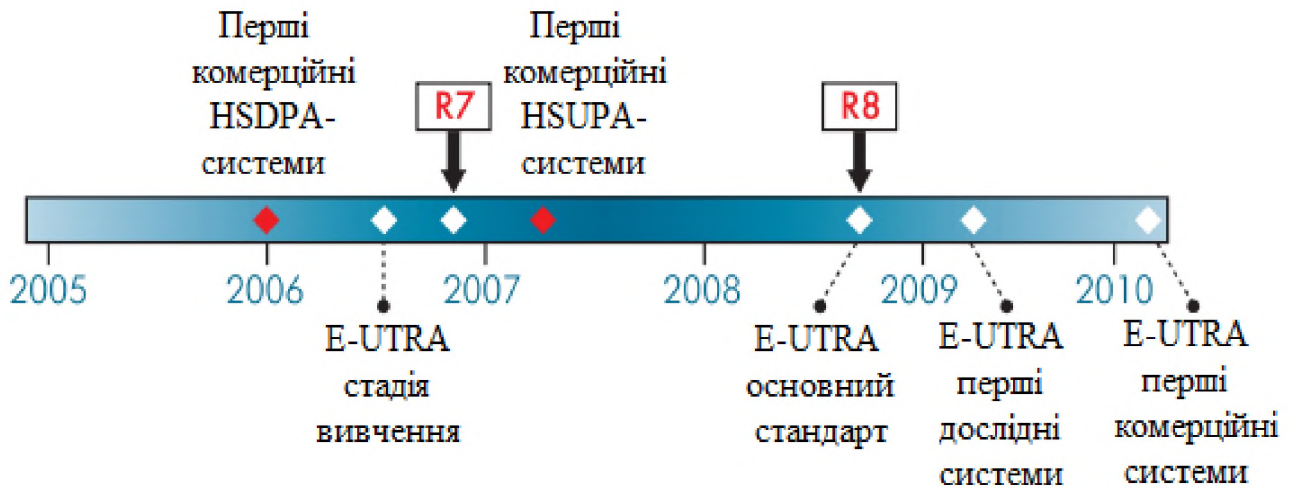 Перші
комерційні
HSDPA-
системи
R7
Перші
комерційні
HSUPA-
системи
R8
2005
2006
2007
2008
2009
2010
E-UTRA
стадія
вивчення
E-UTRA
основний
стандарт
E-UTRA
перші
дослідні
системи
E-UTRA
перші
комерційні
системи